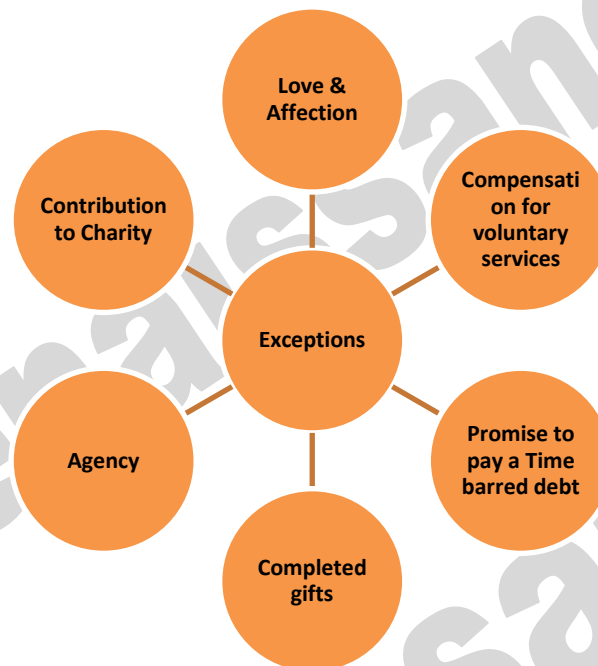 Love &
Affection
Compensati
on for
voluntary
services
Promise to
pay a Time
barred debt
Completed
gifts
Agency
Contribution
to Charity
Exceptions